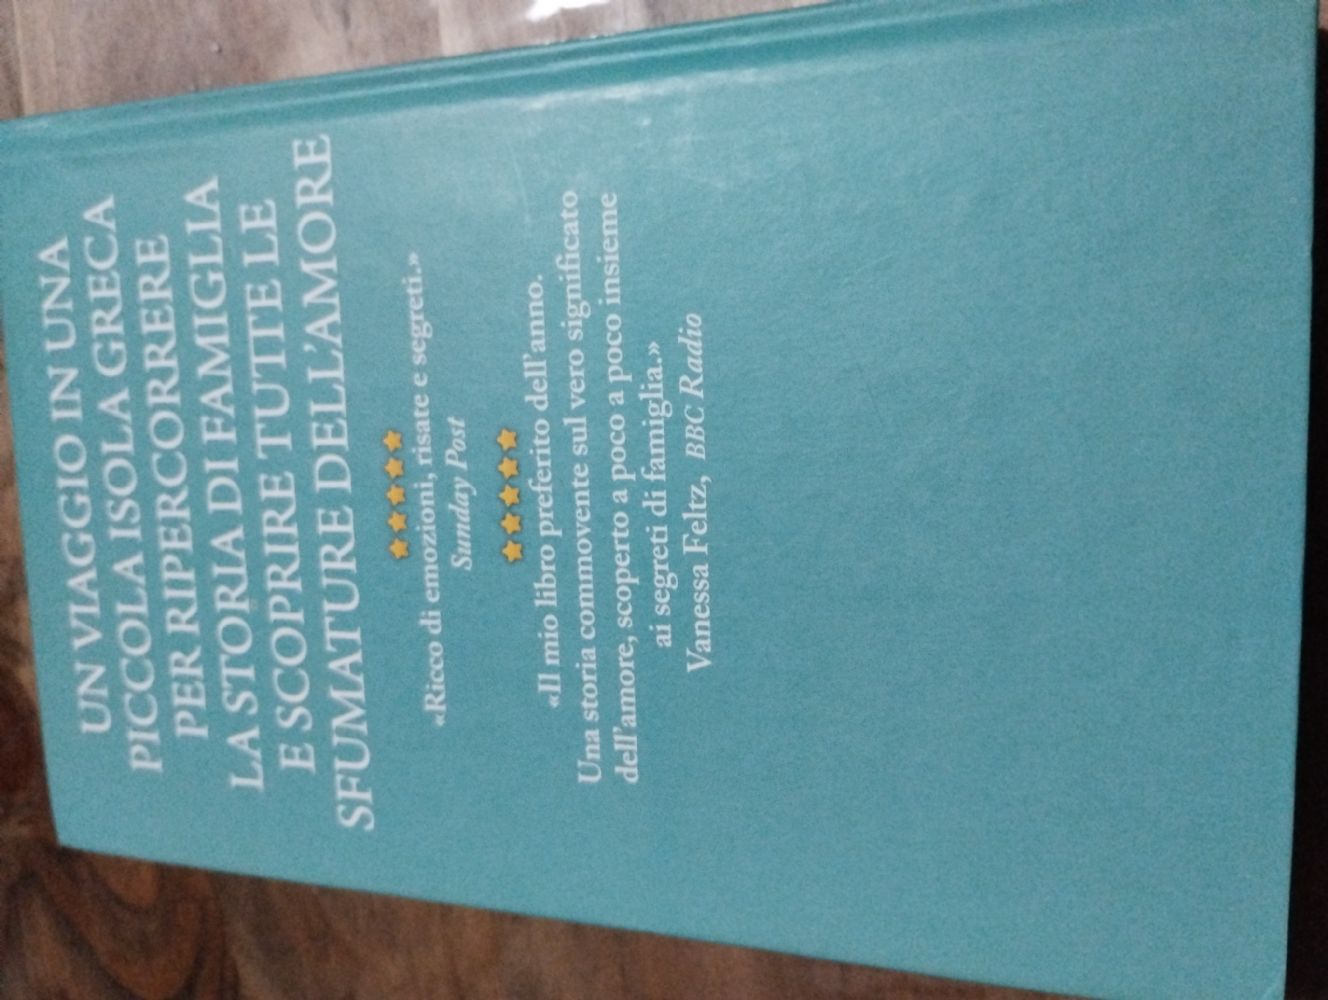 UN VIAGGIO IN UNA
PICCOLA ISOLA GRECA
PER RIPERCORRERE
LA STORIA DI FAMIGLIA
E SCOPRIRE TUTTE LE
SFUMATURE DELL'AMORE
«Ricco di emozioni, risate e segreti.»
Sunday Post
«Il mio libro preferito dell'anno.
Una storia commovente sul vero significato
dell'amore, scoperto a poco a poco insieme
ai segreti di famiglia.»
Vanessa Feltz, BBC Radio